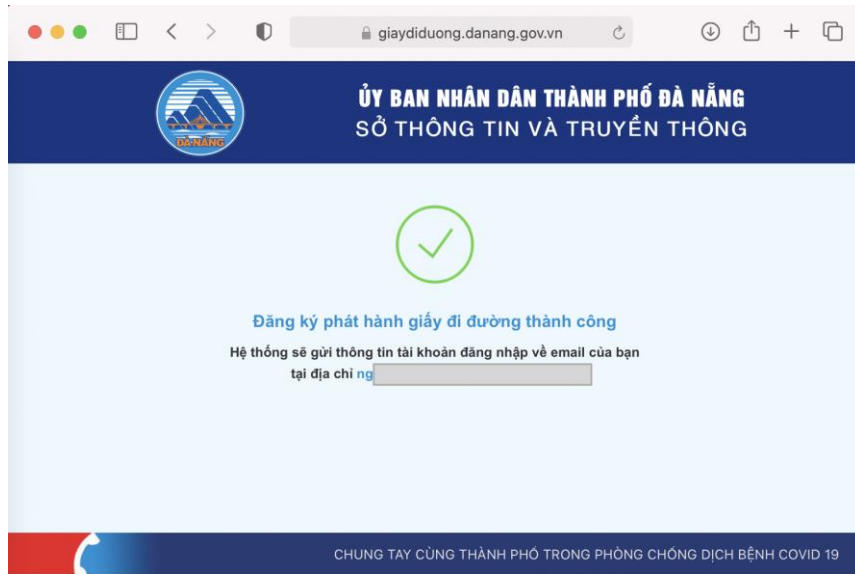 giaydiduong.danang.gov.vn
ỦY BAN NHÂN DÂN THÀNH PHỐ ĐÀ NẴNG
SỞ THÔNG TIN VÀ TRUYỀN THÔNG
ĐÀ NẴNG
Đăng ký phát hành giấy đi đường thành công
Hệ thống sẽ gửi thông tin tài khoản đăng nhập về email của bạn
tại địa chỉ ng
CHUNG TAY CÙNG THÀNH PHỐ TRONG PHÒNG CHỐNG DỊCH BỆNH COVID 19